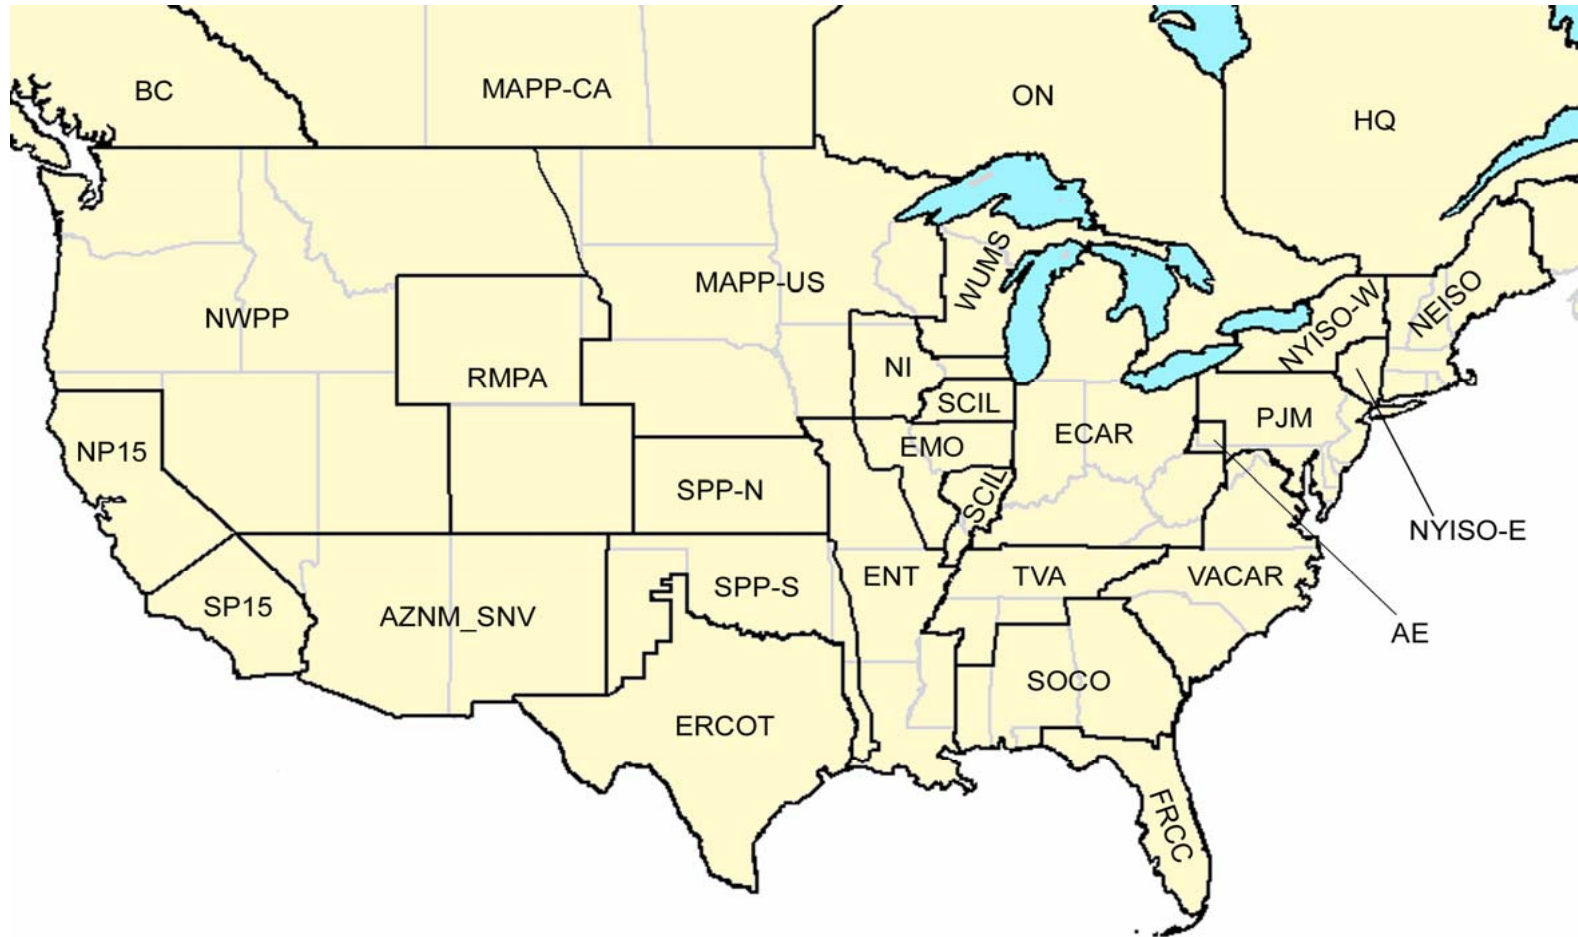 BC
MAPP-CA
ON
HQ
NWPP
MAPP-US
WUMS
NYISO-W
NEISO
RMPA
NI
SCIL
PJM
NP15
EMO
ECAR
SPP-N
SCIL
NYISO-E
SP15
AZNM_SNV
SPP-S
ENT
TVA
VACAR
AE
SOCO
ERCOT
FRCC